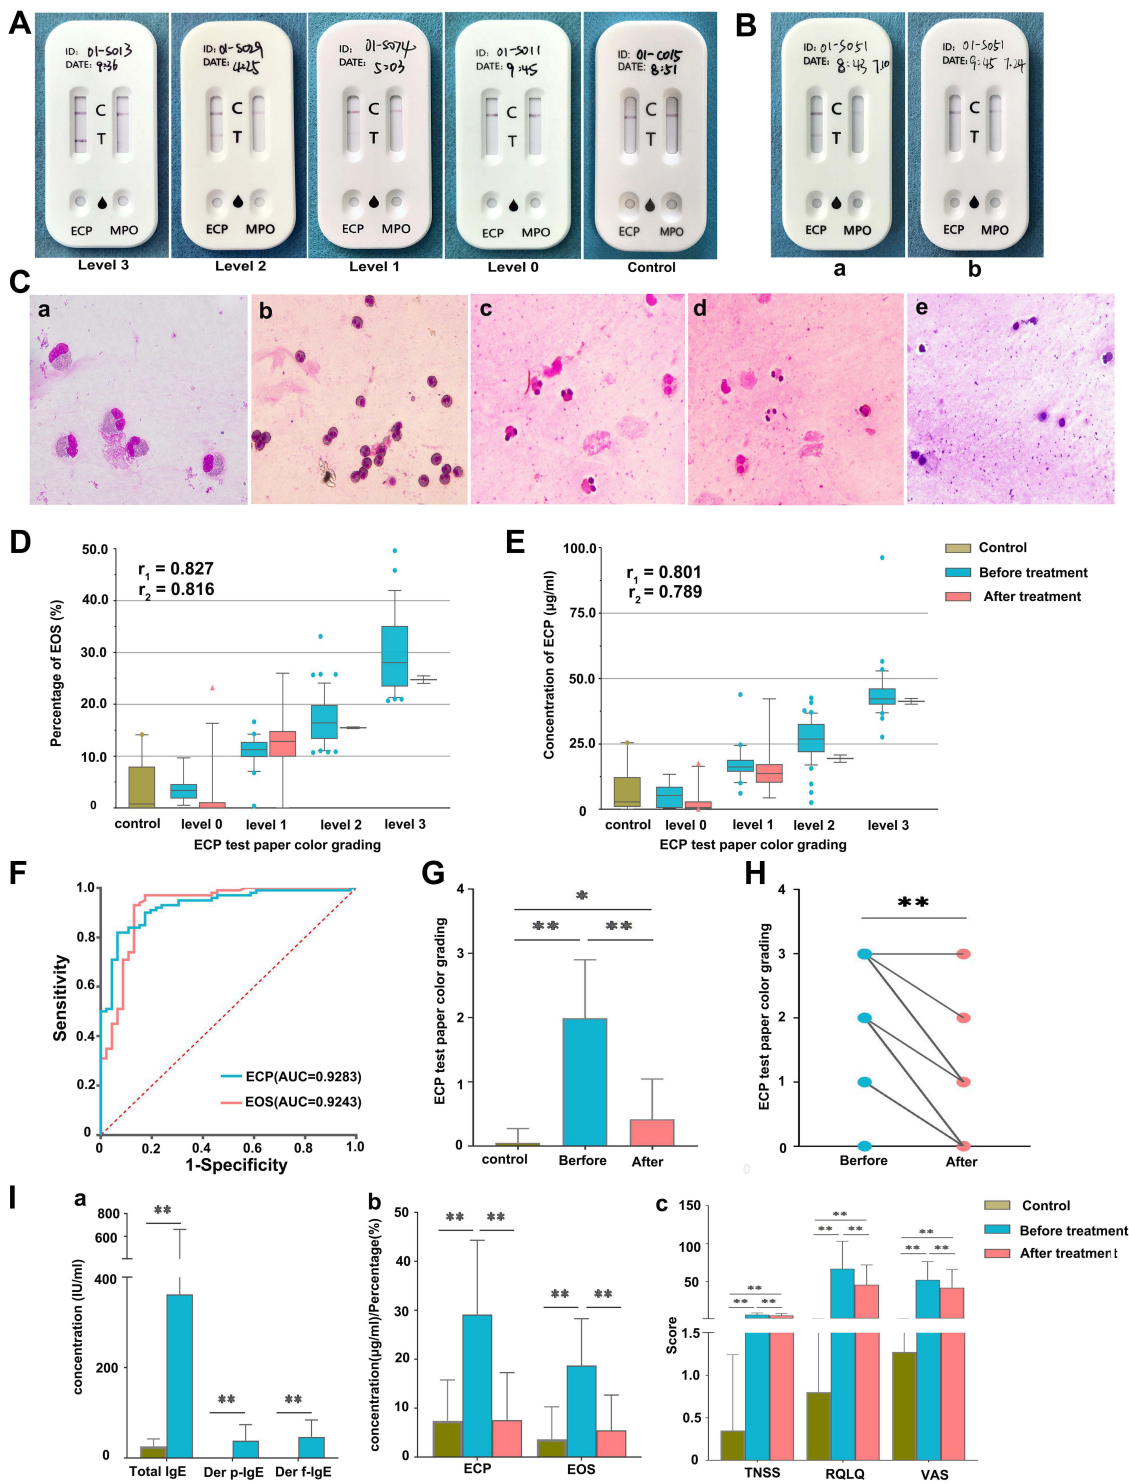 A
ID: 01-S013
DATE: 9:36
C
T
ECP MPO
Level 3
ID: 01-S029
DATE: 4:25
C
T
ECP MPO
Level 2
ID: 01-S074
DATE: 5:03
C
T
ECP MPO
Level 1
ID: 01-S011
DATE: 9:45
C
T
ECP MPO
Level 0
ID: 01-C015
DATE: 8:51
C
T
ECP MPO
Control
B
ID: 01-S051
DATE: 8:43 7.10
C
T
ECP MPO
a
ID: 01-S051
DATE: 9:45 7.24
C
T
ECP MPO
b
C
a
b
c
d
e
D
r1 = 0.827
r2 = 0.816
Percentage of EOS (%)
50.0
40.0
30.0
20.0
10.0
0
control level 0 level 1 level 2 level 3
ECP test paper color grading
E
r1 = 0.801
r2 = 0.789
Concentration of ECP (μg/ml)
100.0
75.0
50.0
25.0
0
control level 0 level 1 level 2 level 3
ECP test paper color grading
Control
Before treatment
After treatment
F
Sensitivity
1.0
0.8
0.6
0.4
0.2
0
ECP(AUC=0.9283)
EOS(AUC=0.9243)
0.2 0.4 0.6 0.8 1.0
1-Specificity
G
ECP test paper color grading
4
3
2
1
0
*
** **
control Berfore After
H
ECP test paper color grading
4
3
2
1
0
**
Berfore After
0
I
a
concentration (IU/ml)
800
600
400
200
0
**
** **
Total IgE Der p-IgE Der f-IgE
b
concentration(μg/ml)/Percentage(%)
50
40
30
20
10
0
** **
** **
ECP EOS
c
Score
150
100
50
1.5
1.0
0.5
0
**
** **
**
** **
**
** **
TNSS RQLQ VAS
Control
Before treatment
After treatment